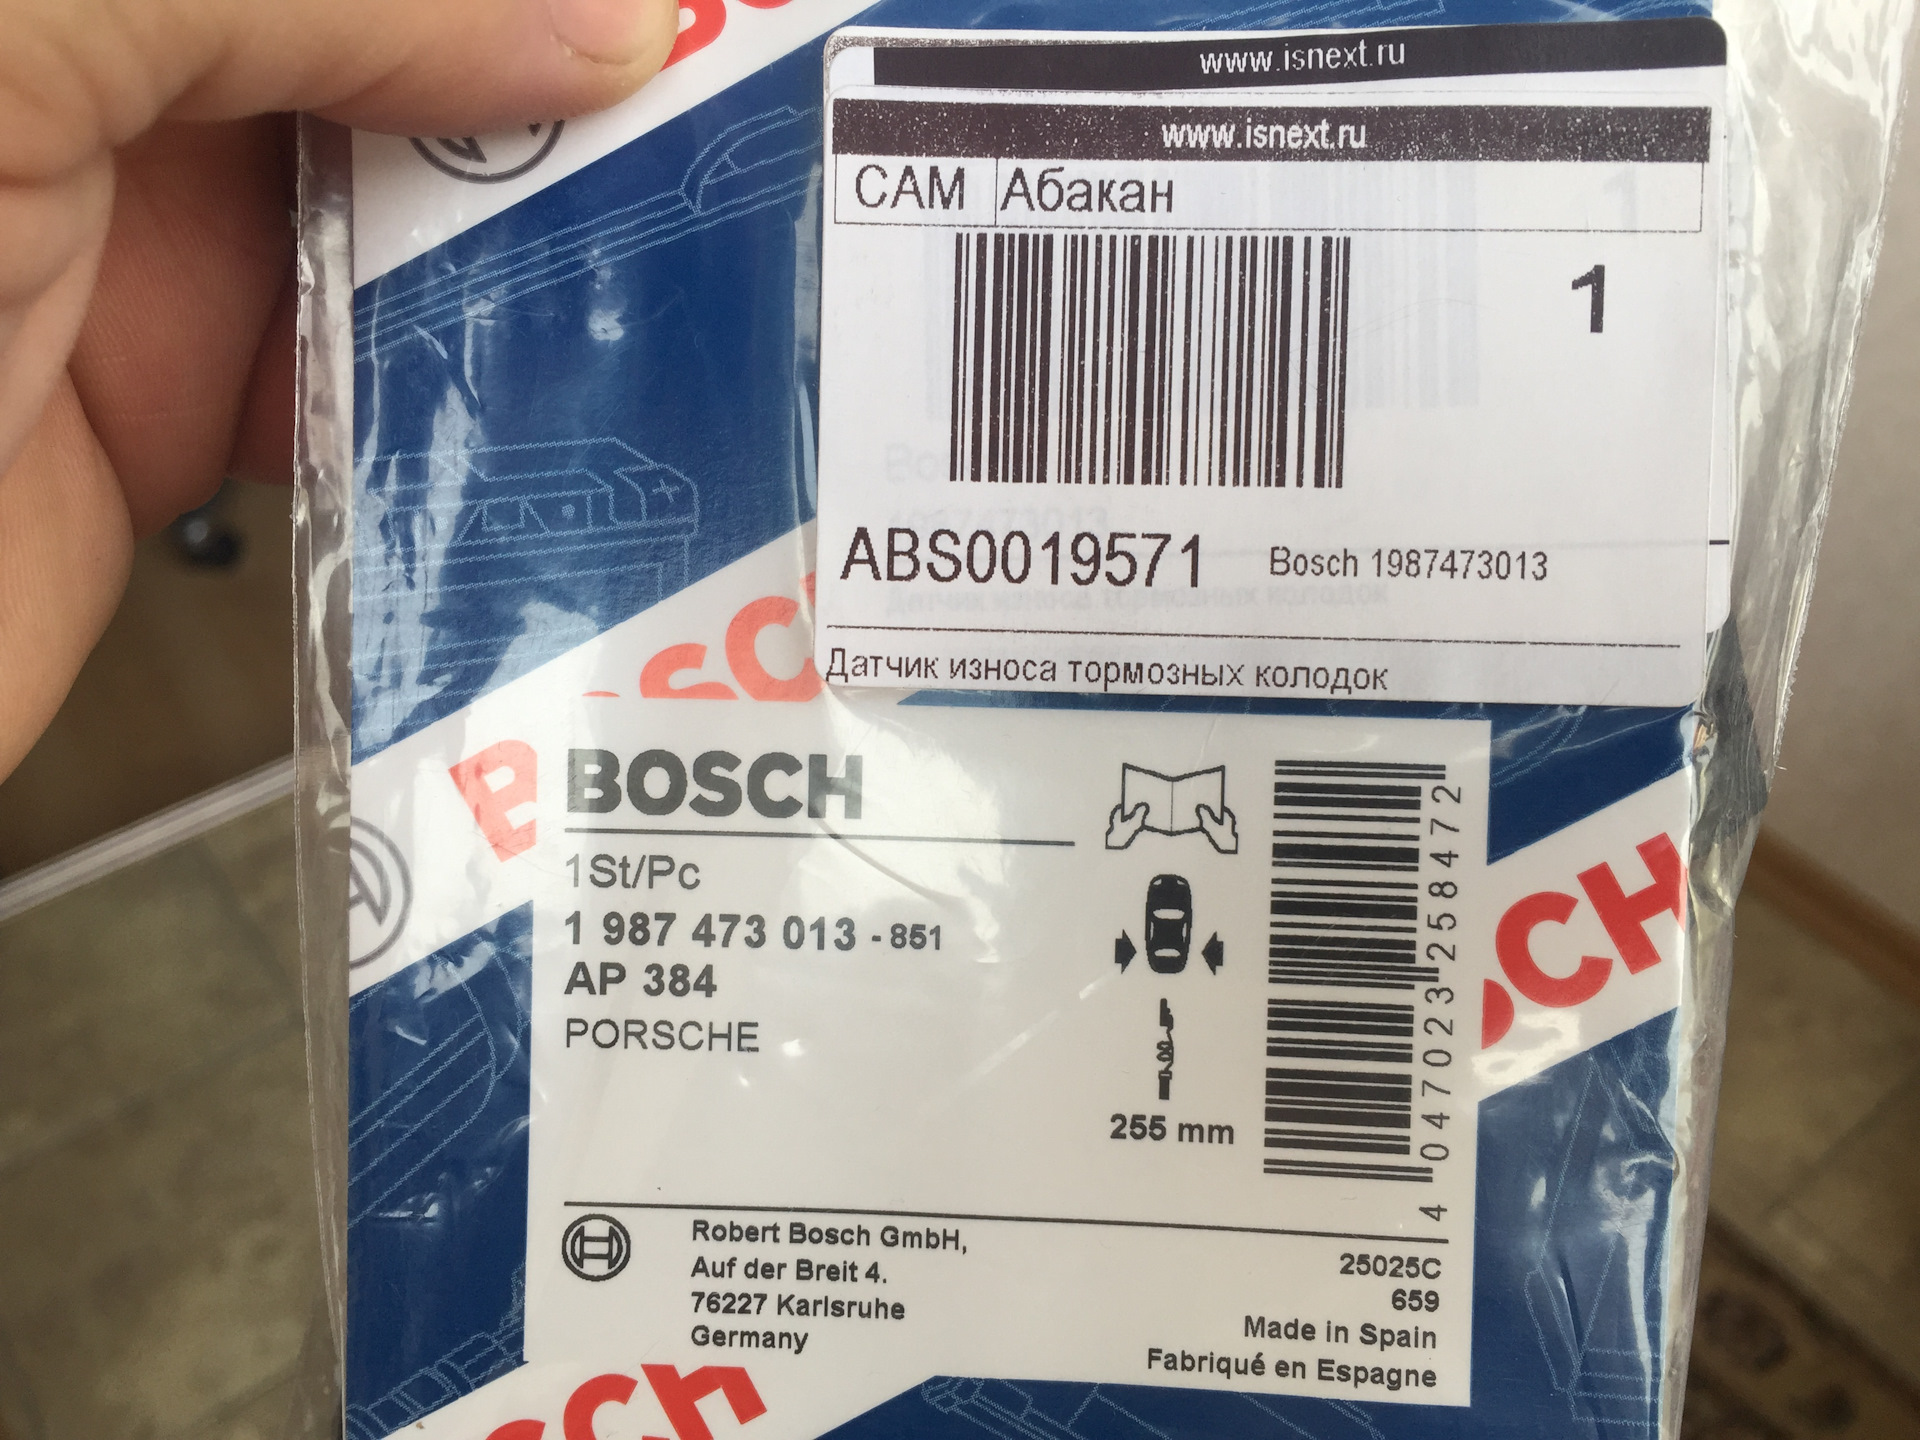 www.isnext.ru
www.isnext.ru
САМ Абакан
1
ABS0019571 Bosch 1987473013
Датчик износа тормозных колодок
BOSCH
1St/Pc
1 987 473 013 - 851
AP 384
PORSCHE
255 mm
4 047023 258472
Robert Bosch GmbH,
Auf der Breit 4.
76227 Karlsruhe
Germany
25025C
659
Made in Spain
Fabriqué en Espagne